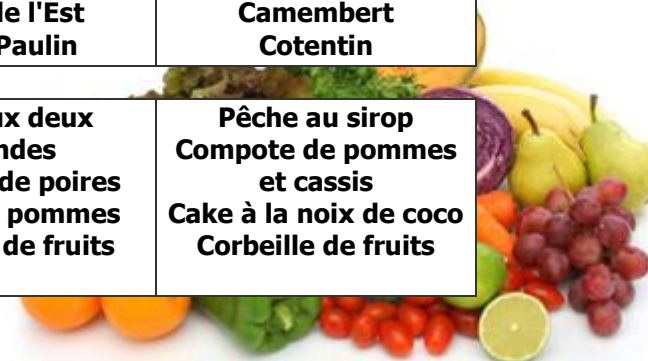 de l'Est
Paulin
Camembert
Cotentin
ux deux
ndes
de poires
pommes
de fruits
Pêche au sirop
Compote de pommes
et cassis
Cake à la noix de coco
Corbeille de fruits